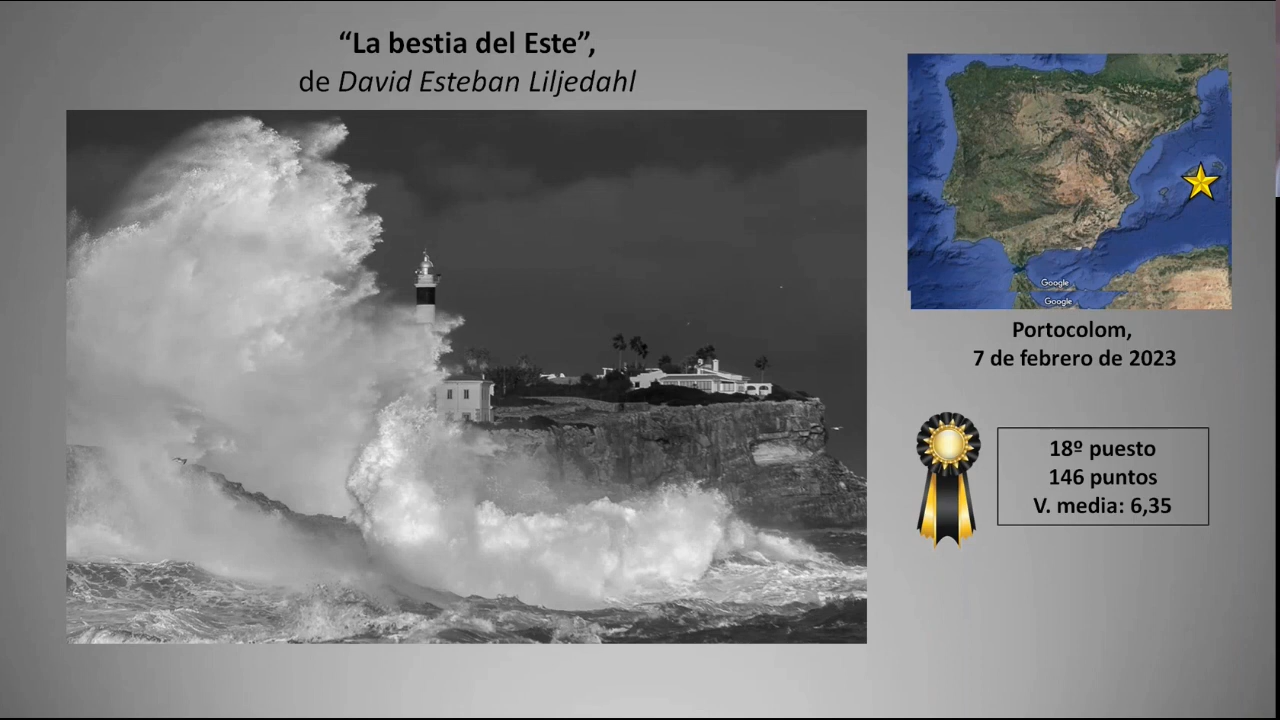 “La bestia del Este”,
de David Esteban Liljedahl
Google
Google
Portocolom,
7 de febrero de 2023
18º puesto
146 puntos
V. media: 6,35